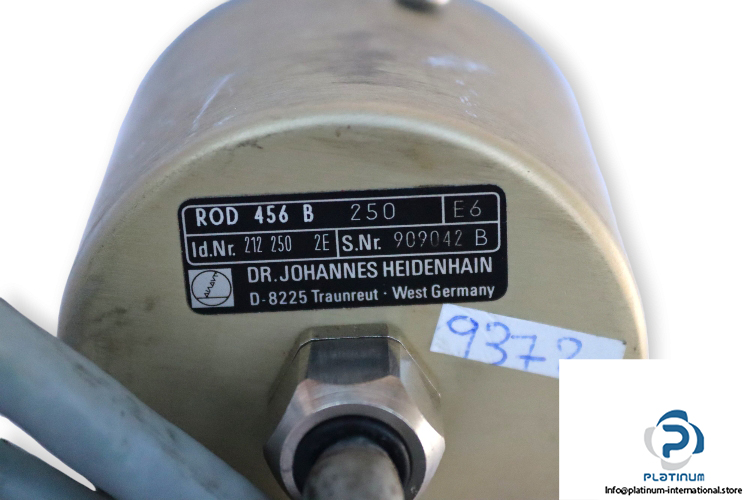 ROD 456 B 250 E6
Id.Nr. 212 250 2E S.Nr. 909042 B
DR. JOHANNES HEIDENHAIN
D-8225 Traunreut · West Germany
PLATINUM
Info@platinum-international.store